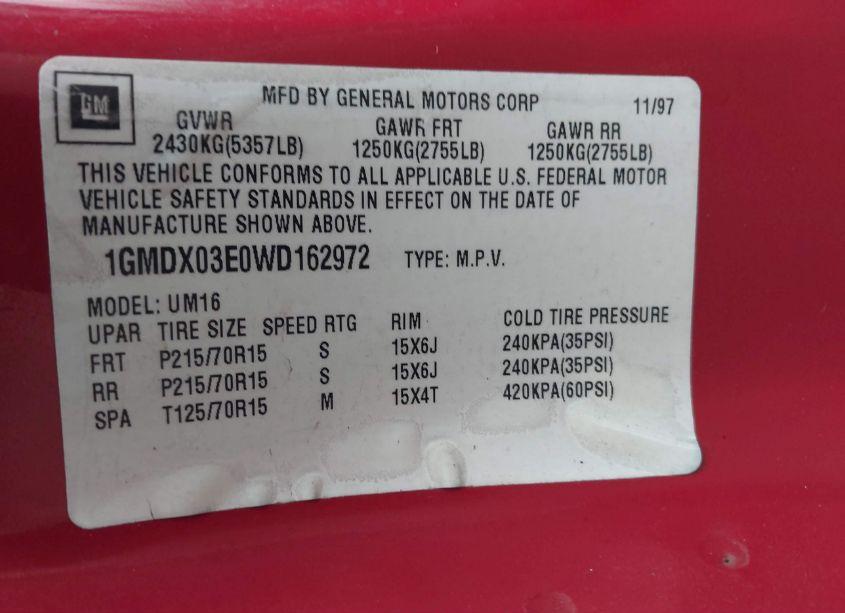 GM
MFD BY GENERAL MOTORS CORP 11/97
GVWR GAWR FRT GAWR RR
2430KG(5357LB) 1250KG(2755LB) 1250KG(2755LB)
THIS VEHICLE CONFORMS TO ALL APPLICABLE U.S. FEDERAL MOTOR
VEHICLE SAFETY STANDARDS IN EFFECT ON THE DATE OF
MANUFACTURE SHOWN ABOVE.
1GMDX03E0WD162972 TYPE: M.P.V.
MODEL: UM16
UPAR TIRE SIZE SPEED RTG RIM COLD TIRE PRESSURE
FRT P215/70R15 S 15X6J 240KPA(35PSI)
RR P215/70R15 S 15X6J 240KPA(35PSI)
SPA T125/70R15 M 15X4T 420KPA(60PSI)